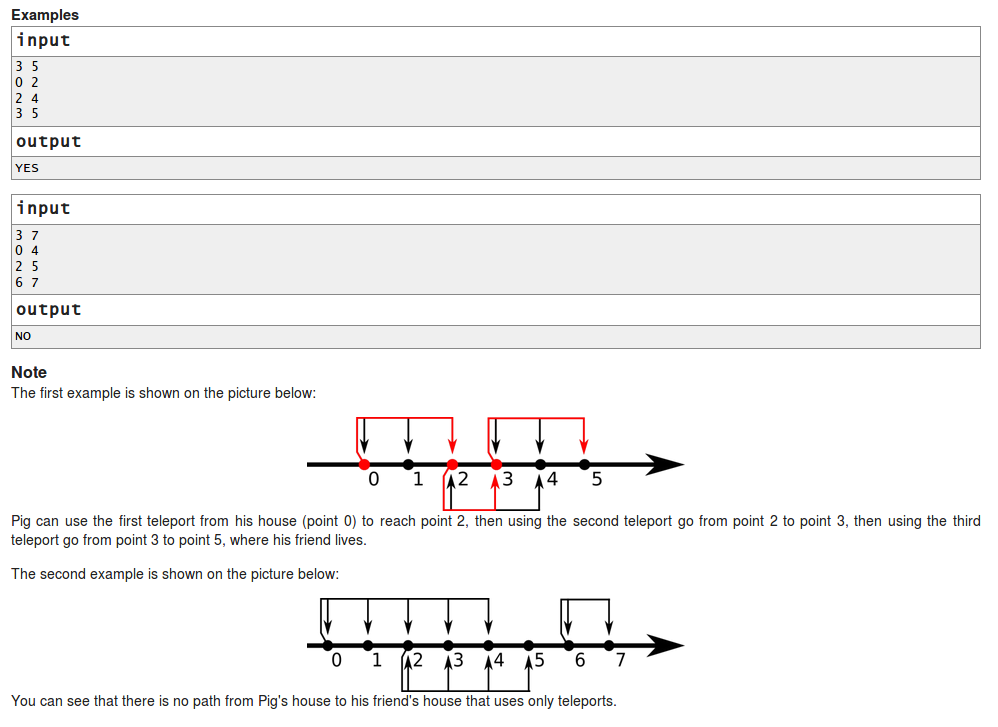 Examples
input
3 5
0 2
2 4
3 5
output
YES
input
3 7
0 4
2 5
6 7
output
NO
Note
The first example is shown on the picture below:
0 1 2 3 4 5
Pig can use the first teleport from his house (point 0) to reach point 2, then using the second teleport go from point 2 to point 3, then using the third
teleport go from point 3 to point 5, where his friend lives.
The second example is shown on the picture below:
0 1 2 3 4 5 6 7
You can see that there is no path from Pig's house to his friend's house that uses only teleports.